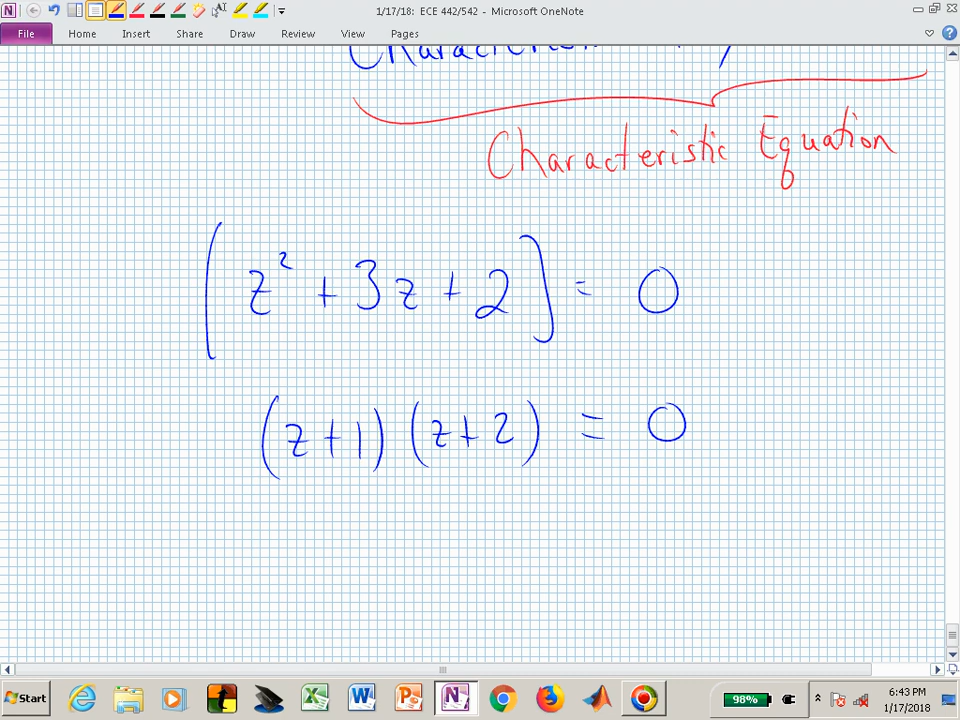 1/17/18: ECE 442/542 - Microsoft OneNote
File Home Insert Share Draw Review View Pages
Characteristic Equation
(z² + 3z + 2) = 0
(z+1)(z+2) = 0
Start 98% 6:43 PM
1/17/2018